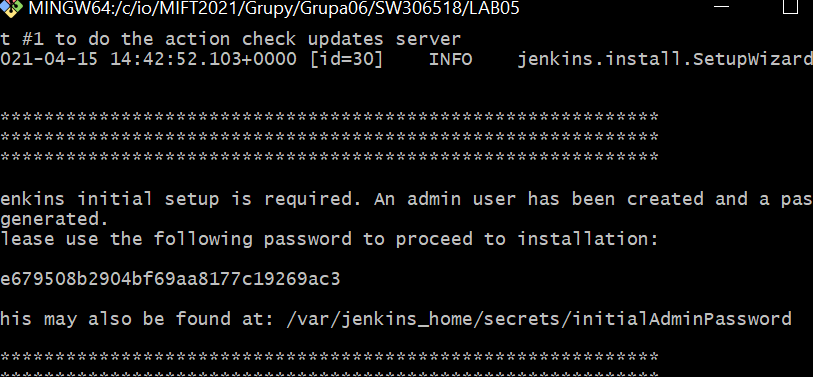 MINGW64:/c/io/MIFT2021/Grupy/Grupa06/SW306518/LAB05
t #1 to do the action check updates server
021-04-15 14:42:52.103+0000 [id=30] INFO jenkins.install.SetupWizard
*************************************************************
*************************************************************
*************************************************************
enkins initial setup is required. An admin user has been created and a pas
generated.
lease use the following password to proceed to installation:
e679508b2904bf69aa8177c19269ac3
his may also be found at: /var/jenkins_home/secrets/initialAdminPassword
*************************************************************
*************************************************************